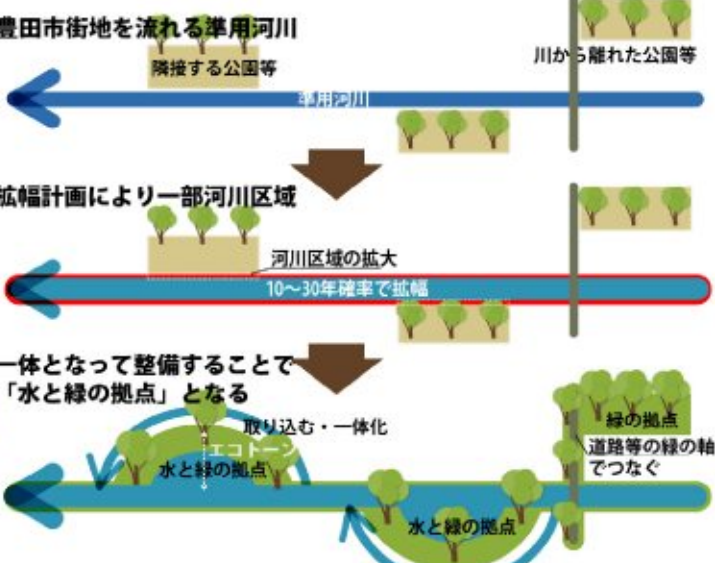 豊田市街地を流れる準用河川
隣接する公園等
川から離れた公園等
準用河川
拡幅計画により一部河川区域
河川区域の拡大
10〜30年確率で拡幅
一体となって整備することで
「水と緑の拠点」となる
取り込む・一体化
エコトーン
水と緑の拠点
緑の拠点
道路等の緑の軸
でつなぐ
水と緑の拠点